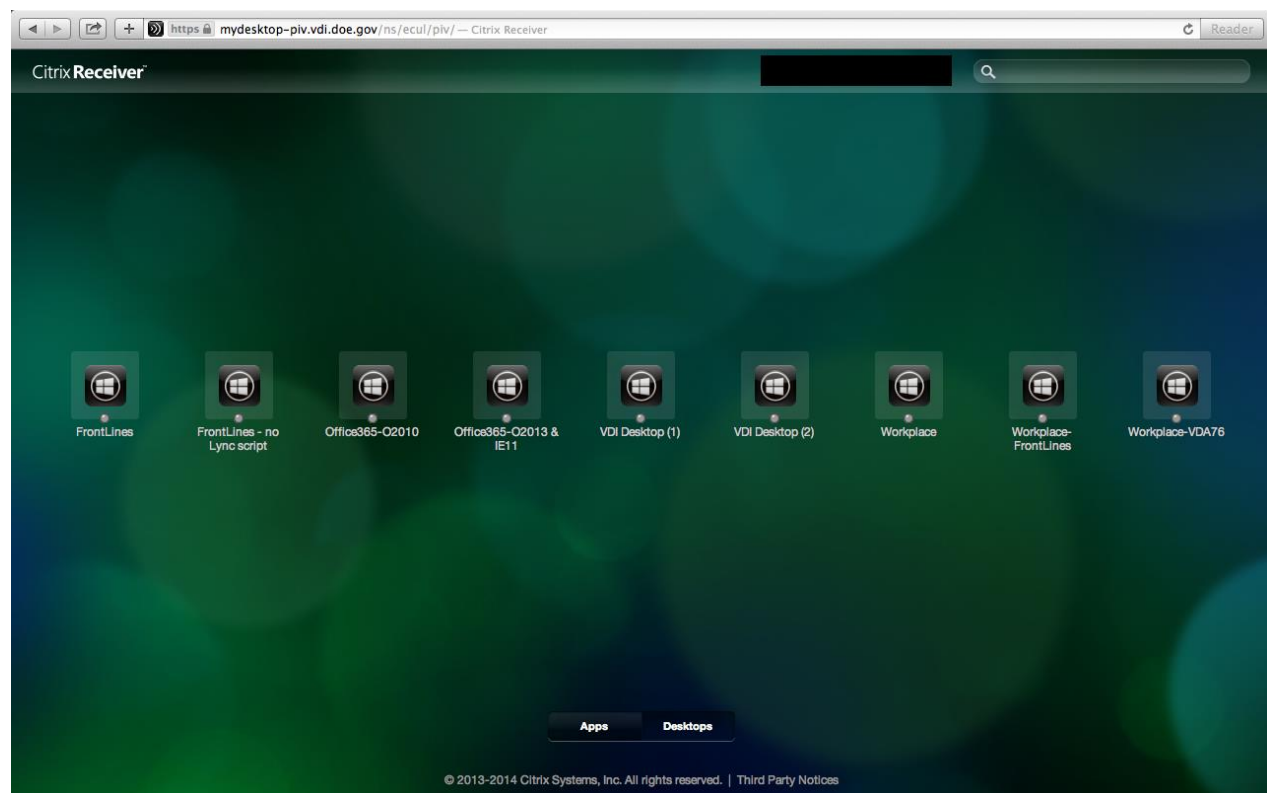 https mydesktop-piv.vdi.doe.gov/ns/ecul/piv/ — Citrix Receiver
Reader
Citrix Receiver™
FrontLines
FrontLines - no
Lync script
Office365-O2010
Office365-O2013 &
IE11
VDI Desktop (1)
VDI Desktop (2)
Workplace
Workplace-
FrontLines
Workplace-VDA76
Apps
Desktops
© 2013-2014 Citrix Systems, Inc. All rights reserved. | Third Party Notices